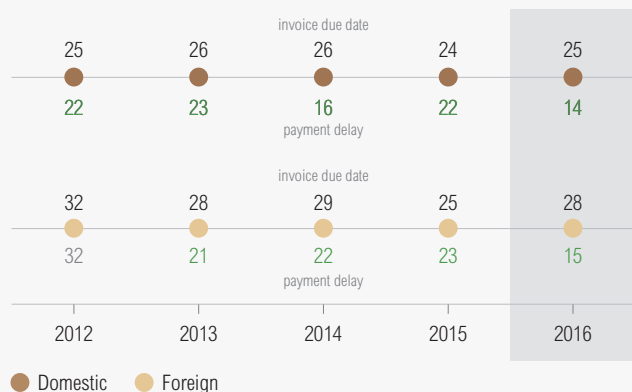 invoice due date
25 26 26 24 25
22 23 16 22 14
payment delay
invoice due date
32 28 29 25 28
32 21 22 23 15
payment delay
2012 2013 2014 2015 2016
Domestic Foreign